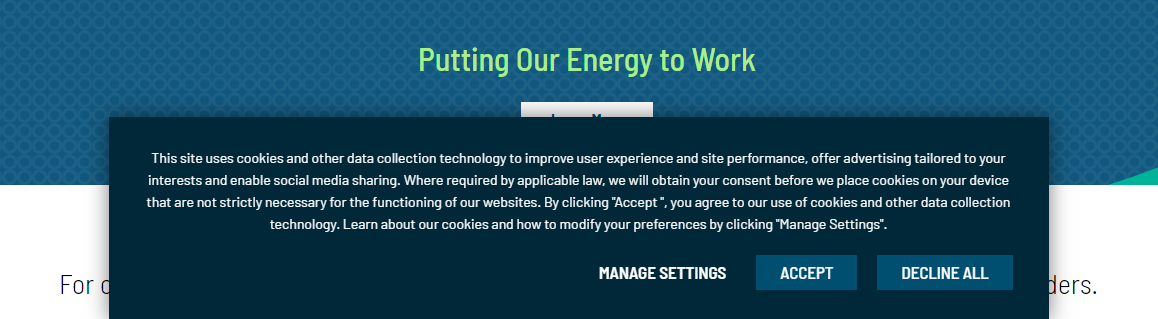 Putting Our Energy to Work
This site uses cookies and other data collection technology to improve user experience and site performance, offer advertising tailored to your
interests and enable social media sharing. Where required by applicable law, we will obtain your consent before we place cookies on your device
that are not strictly necessary for the functioning of our websites. By clicking "Accept ", you agree to our use of cookies and other data collection
technology. Learn about our cookies and how to modify your preferences by clicking "Manage Settings".
MANAGE SETTINGS ACCEPT DECLINE ALL
For